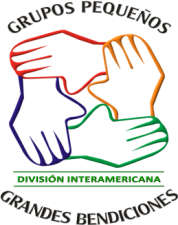 GRUPOS PEQUEÑOS
DIVISIÓN INTERAMERICANA
GRANDES BENDICIONES